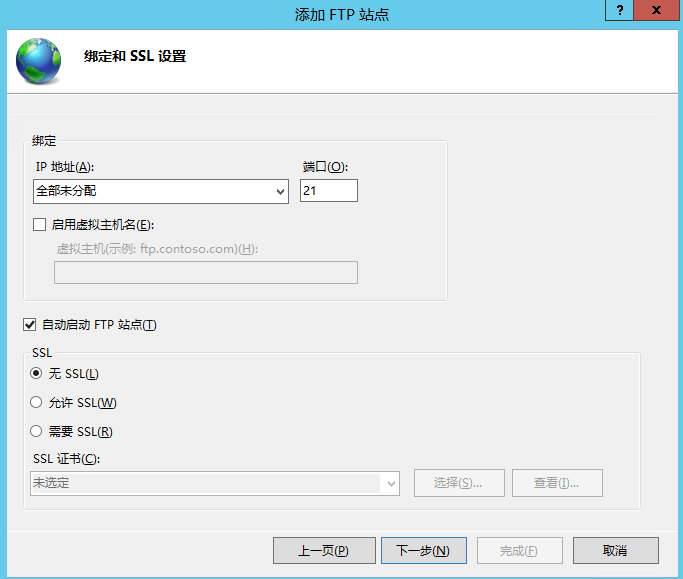 添加 FTP 站点
? x
绑定和 SSL 设置
绑定
IP 地址(A): 端口(O):
全部未分配 21
启用虚拟主机名(E):
虚拟主机(示例: ftp.contoso.com)(H):
自动启动 FTP 站点(T)
SSL
无 SSL(L)
允许 SSL(W)
需要 SSL(R)
SSL 证书(C):
未选定 选择(S)... 查看(I)...
上一页(P) 下一步(N) 完成(F) 取消